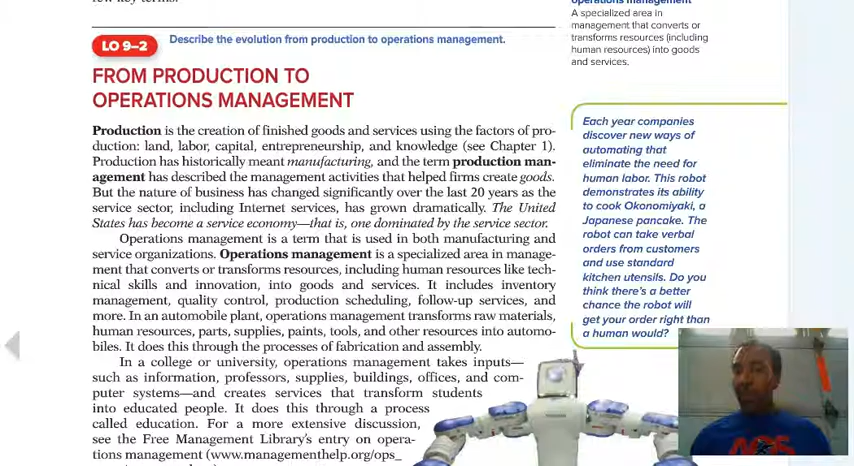 few key terms.
LO 9–2
Describe the evolution from production to operations management.
FROM PRODUCTION TO
OPERATIONS MANAGEMENT
Production is the creation of finished goods and services using the factors of pro-
duction: land, labor, capital, entrepreneurship, and knowledge (see Chapter 1).
Production has historically meant manufacturing, and the term production man-
agement has described the management activities that helped firms create goods.
But the nature of business has changed significantly over the last 20 years as the
service sector, including Internet services, has grown dramatically. The United
States has become a service economy—that is, one dominated by the service sector.
Operations management is a term that is used in both manufacturing and
service organizations. Operations management is a specialized area in manage-
ment that converts or transforms resources, including human resources like tech-
nical skills and innovation, into goods and services. It includes inventory
management, quality control, production scheduling, follow-up services, and
more. In an automobile plant, operations management transforms raw materials,
human resources, parts, supplies, paints, tools, and other resources into automo-
biles. It does this through the processes of fabrication and assembly.
In a college or university, operations management takes inputs—
such as information, professors, supplies, buildings, offices, and com-
puter systems—and creates services that transform students
into educated people. It does this through a process
called education. For a more extensive discussion,
see the Free Management Library's entry on opera-
tions management (www.managementhelp.org/ops_
operations management
A specialized area in
management that converts or
transforms resources (including
human resources) into goods
and services.
Each year companies
discover new ways of
automating that
eliminate the need for
human labor. This robot
demonstrates its ability
to cook Okonomiyaki, a
Japanese pancake. The
robot can take verbal
orders from customers
and use standard
kitchen utensils. Do you
think there's a better
chance the robot will
get your order right than
a human would?